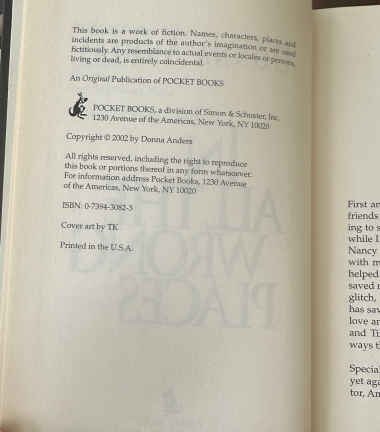 This book is a work of fiction. Names, characters, places and
incidents are products of the author's imagination or are used
fictitiously. Any resemblance to actual events or locales or persons,
living or dead, is entirely coincidental.
An Original Publication of POCKET BOOKS
POCKET BOOKS, a division of Simon & Schuster, Inc.
1230 Avenue of the Americas, New York, NY 10020
Copyright © 2002 by Donna Anders
All rights reserved, including the right to reproduce
this book or portions thereof in any form whatsoever.
For information address Pocket Books, 1230 Avenue
of the Americas, New York, NY 10020
ISBN: 0-7394-3082-3
Cover art by TK
Printed in the U.S.A.
First an
friends
ing to s
while I
Nancy
with m
helped
saved
glitch,
has sav
love ar
and Ti
ways t
Specia
yet aga
tor, An